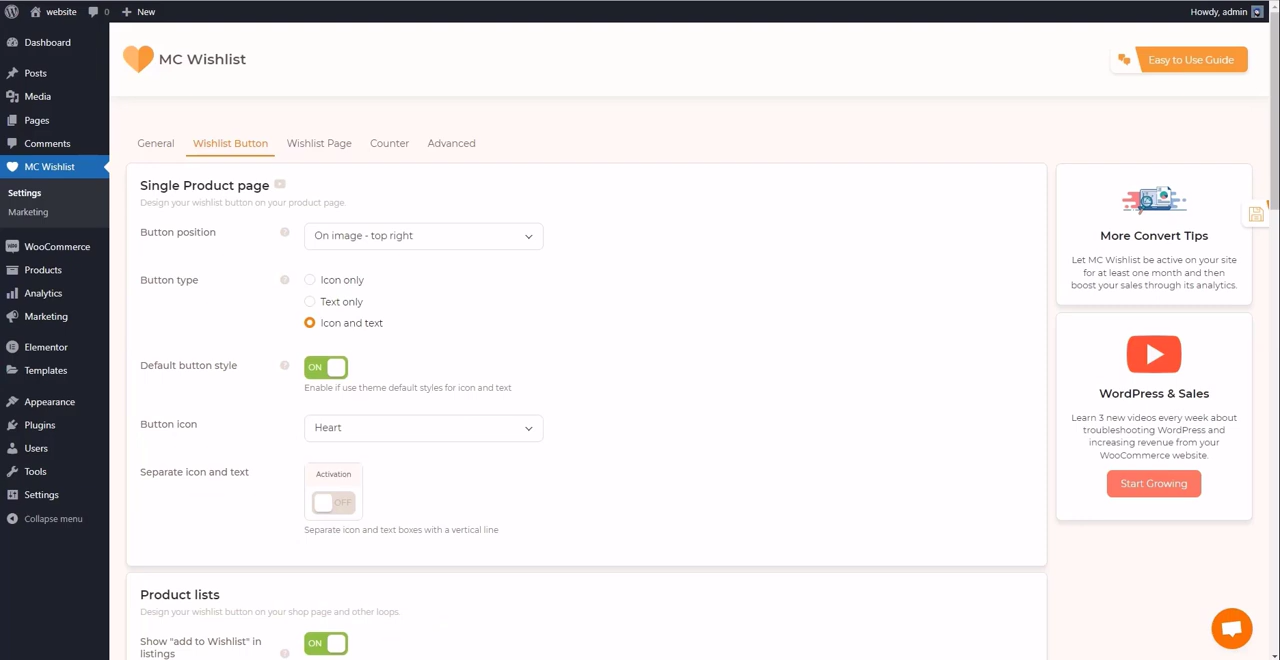 website
0
New
Howdy, admin
Dashboard
Posts
Media
Pages
Comments
MC Wishlist
Settings
Marketing
WooCommerce
Products
Analytics
Marketing
Elementor
Templates
Appearance
Plugins
Users
Tools
Settings
Collapse menu
MC Wishlist
Easy to Use Guide
General
Wishlist Button
Wishlist Page
Counter
Advanced
Single Product page
Design your wishlist button on your product page.
Button position
?
On image - top right
Button type
?
Icon only
Text only
Icon and text
Default button style
?
ON
Enable if use theme default styles for icon and text
Button icon
Heart
Separate icon and text
Activation
OFF
Separate icon and text boxes with a vertical line
Product lists
Design your wishlist button on your shop page and other loops.
Show "add to Wishlist" in
listings
?
ON
More Convert Tips
Let MC Wishlist be active on your site
for at least one month and then
boost your sales through its analytics.
WordPress & Sales
Learn 3 new videos every week about
troubleshooting WordPress and
increasing revenue from your
WooCommerce website.
Start Growing